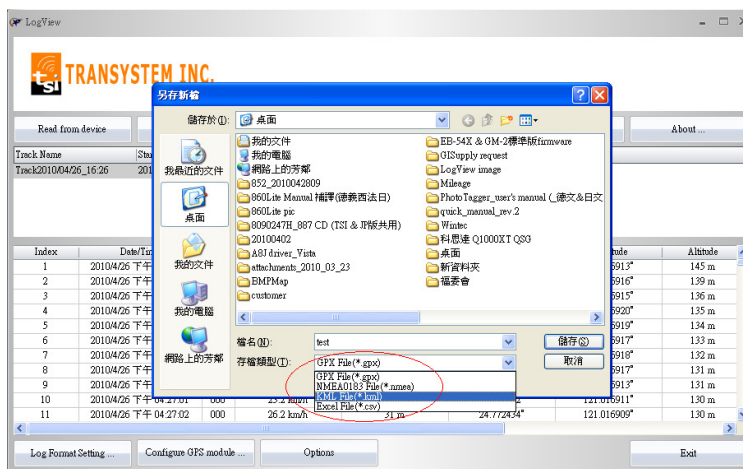 LogView
tsi TRANSYSTEM INC.
另存新檔
儲存於(I):
桌面
Read from device
About ...
Track Name
Track2010/04/26_16:26
我最近的文件
桌面
我的文件
我的電腦
網路上的芳鄰
我的文件
我的電腦
網路上的芳鄰
852_2010042809
860Lite Manual 補譯(德義西法日)
860Lite pic
8090247H_887 CD (TSI & JP版共用)
20100402
A8J driver_Vista
attachments_2010_03_23
BMPMap
customer
EB-54X & GM-2標準版firmware
GISupply request
LogView image
Mileage
PhotoTagger_user's manual (_德文&日文
quick_manual_rev.2
Wintec
科思達 Q1000XT QSG
桌面
新資料夾
福委會
檔名(N):
test
儲存(S)
存檔類型(T):
GPX File(*.gpx)
取消
GPX File(*.gpx)
NMEA0183 File(*.nmea)
KML File(*.kml)
Excel File(*.csv)
Index
Altitude
1 2010/4/26 下午 145 m
2 2010/4/26 下午 139 m
3 2010/4/26 下午 136 m
4 2010/4/26 下午 135 m
5 2010/4/26 下午 134 m
6 2010/4/26 下午 133 m
7 2010/4/26 下午 132 m
8 2010/4/26 下午 131 m
9 2010/4/26 下午 131 m
10 2010/4/26 下午 04:27:01 000 25.2 km/h 121.016911° 130 m
11 2010/4/26 下午 04:27:02 000 26.2 km/h 31 m 24.772434° 121.016909° 130 m
Log Format Setting ...
Configure GPS module ...
Options
Exit